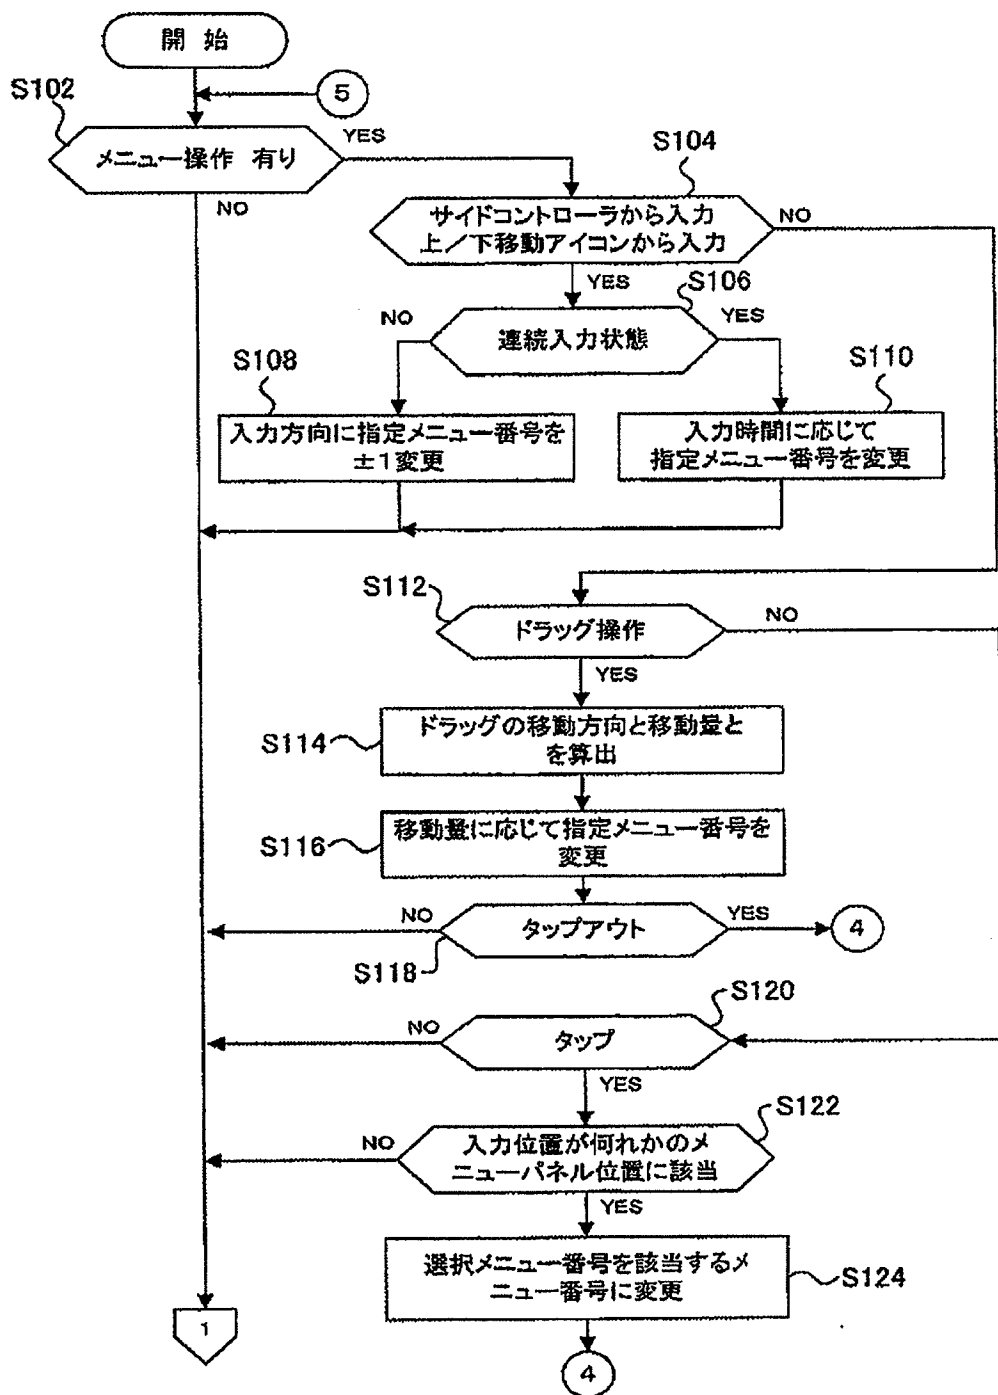 開 始
5
S102
メニュー操作 有り
YES
NO
S104
サイドコントローラから入力
上／下移動アイコンから入力
NO
YES
S106
連続入力状態
NO
YES
S108
入力方向に指定メニュー番号を
±1変更
S110
入力時間に応じて
指定メニュー番号を変更
S112
ドラッグ操作
NO
YES
S114
ドラッグの移動方向と移動量と
を算出
S116
移動量に応じて指定メニュー番号を
変更
NO
タップアウト
YES
4
S118
S120
NO
タップ
YES
S122
NO
入力位置が何れかのメ
ニューパネル位置に該当
YES
選択メニュー番号を該当するメ
ニュー番号に変更
S124
1
4